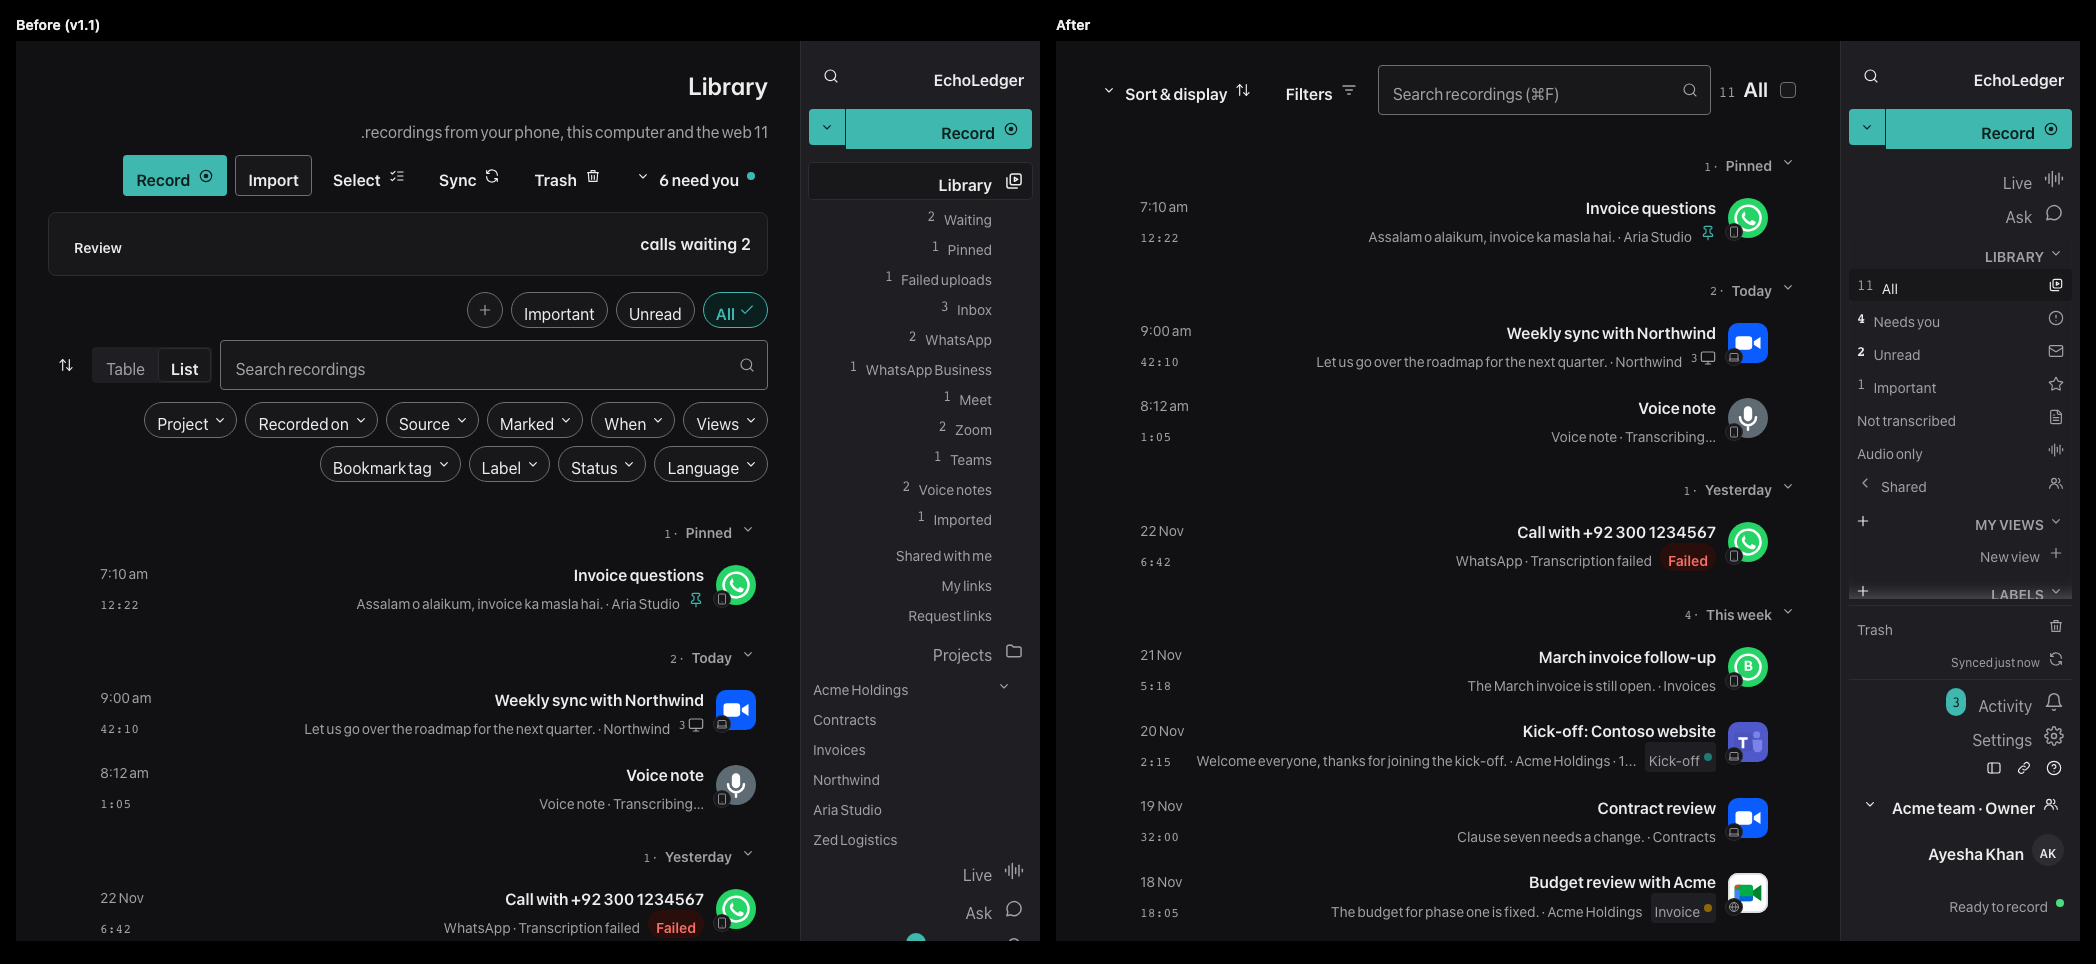 Before (v1.1)
Library
.recordings from your phone, this computer and the web 11
Record
Import
Select
Sync
Trash
6 need you
Review
calls waiting 2
Important
Unread
All
Table
List
Search recordings
Project
Recorded on
Source
Marked
When
Views
Bookmark tag
Label
Status
Language
1 · Pinned
7:10 am
Invoice questions
12:22
Assalam o alaikum, invoice ka masla hai. · Aria Studio
2 · Today
9:00 am
Weekly sync with Northwind
42:10
Let us go over the roadmap for the next quarter. · Northwind
3
8:12 am
Voice note
1:05
Voice note · Transcribing...
1 · Yesterday
22 Nov
Call with +92 300 1234567
6:42
WhatsApp · Transcription failed
Failed
EchoLedger
Record
Library
2 Waiting
1 Pinned
1 Failed uploads
3 Inbox
2 WhatsApp
1 WhatsApp Business
1 Meet
2 Zoom
1 Teams
2 Voice notes
1 Imported
Shared with me
My links
Request links
Projects
Acme Holdings
Contracts
Invoices
Northwind
Aria Studio
Zed Logistics
Live
Ask
After
Sort & display
Filters
Search recordings (⌘F)
11 All
1 · Pinned
7:10 am
Invoice questions
12:22
Assalam o alaikum, invoice ka masla hai. · Aria Studio
2 · Today
9:00 am
Weekly sync with Northwind
42:10
Let us go over the roadmap for the next quarter. · Northwind
3
8:12 am
Voice note
1:05
Voice note · Transcribing...
1 · Yesterday
22 Nov
Call with +92 300 1234567
6:42
WhatsApp · Transcription failed
Failed
4 · This week
21 Nov
March invoice follow-up
B
5:18
The March invoice is still open. · Invoices
20 Nov
Kick-off: Contoso website
T
2:15
Welcome everyone, thanks for joining the kick-off. · Acme Holdings · 1...
Kick-off
19 Nov
Contract review
32:00
Clause seven needs a change. · Contracts
18 Nov
Budget review with Acme
18:05
The budget for phase one is fixed. · Acme Holdings
Invoice
EchoLedger
Record
Live
Ask
LIBRARY
11 All
4 Needs you
2 Unread
1 Important
Not transcribed
Audio only
Shared
MY VIEWS
New view
LABELS
Trash
Synced just now
3 Activity
Settings
Acme team · Owner
Ayesha Khan
AK
Ready to record